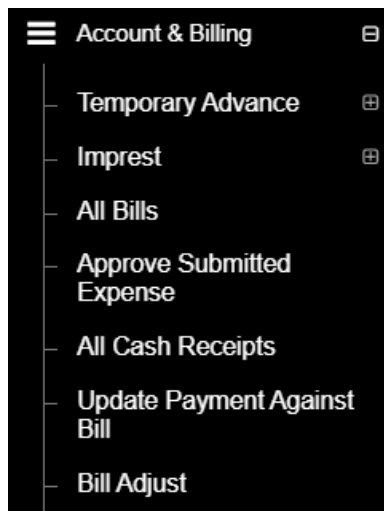 Account & Billing
Temporary Advance
Imprest
All Bills
Approve Submitted
Expense
All Cash Receipts
Update Payment Against
Bill
Bill Adjust